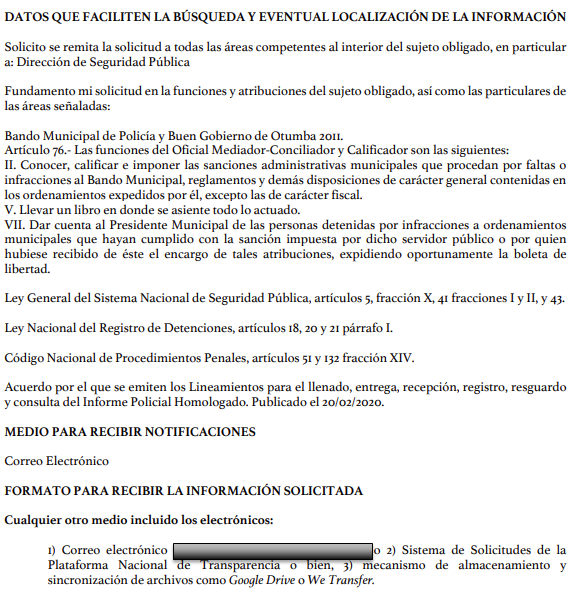 DATOS QUE FACILITEN LA BÚSQUEDA Y EVENTUAL LOCALIZACIÓN DE LA INFORMACIÓN
Solicito se remita la solicitud a todas las áreas competentes al interior del sujeto obligado, en particular
a: Dirección de Seguridad Pública
Fundamento mi solicitud en la funciones y atribuciones del sujeto obligado, así como las particulares de
las áreas señaladas:
Bando Municipal de Policía y Buen Gobierno de Otumba 2011.
Artículo 76.- Las funciones del Oficial Mediador-Conciliador y Calificador son las siguientes:
II. Conocer, calificar e imponer las sanciones administrativas municipales que procedan por faltas o
infracciones al Bando Municipal, reglamentos y demás disposiciones de carácter general contenidas en
los ordenamientos expedidos por él, excepto las de carácter fiscal.
V. Llevar un libro en donde se asiente todo lo actuado.
VII. Dar cuenta al Presidente Municipal de las personas detenidas por infracciones a ordenamientos
municipales que hayan cumplido con la sanción impuesta por dicho servidor público o por quien
hubiese recibido de éste el encargo de tales atribuciones, expidiendo oportunamente la boleta de
libertad.
Ley General del Sistema Nacional de Seguridad Pública, artículos 5, fracción X, 41 fracciones I y II, y 43.
Ley Nacional del Registro de Detenciones, artículos 18, 20 y 21 párrafo I.
Código Nacional de Procedimientos Penales, artículos 51 y 132 fracción XIV.
Acuerdo por el que se emiten los Lineamientos para el llenado, entrega, recepción, registro, resguardo
y consulta del Informe Policial Homologado. Publicado el 20/02/2020.
MEDIO PARA RECIBIR NOTIFICACIONES
Correo Electrónico
FORMATO PARA RECIBIR LA INFORMACIÓN SOLICITADA
Cualquier otro medio incluido los electrónicos:
1) Correo electrónico o 2) Sistema de Solicitudes de la
Plataforma Nacional de Transparencia o bien, 3) mecanismo de almacenamiento y
sincronización de archivos como Google Drive o We Transfer.